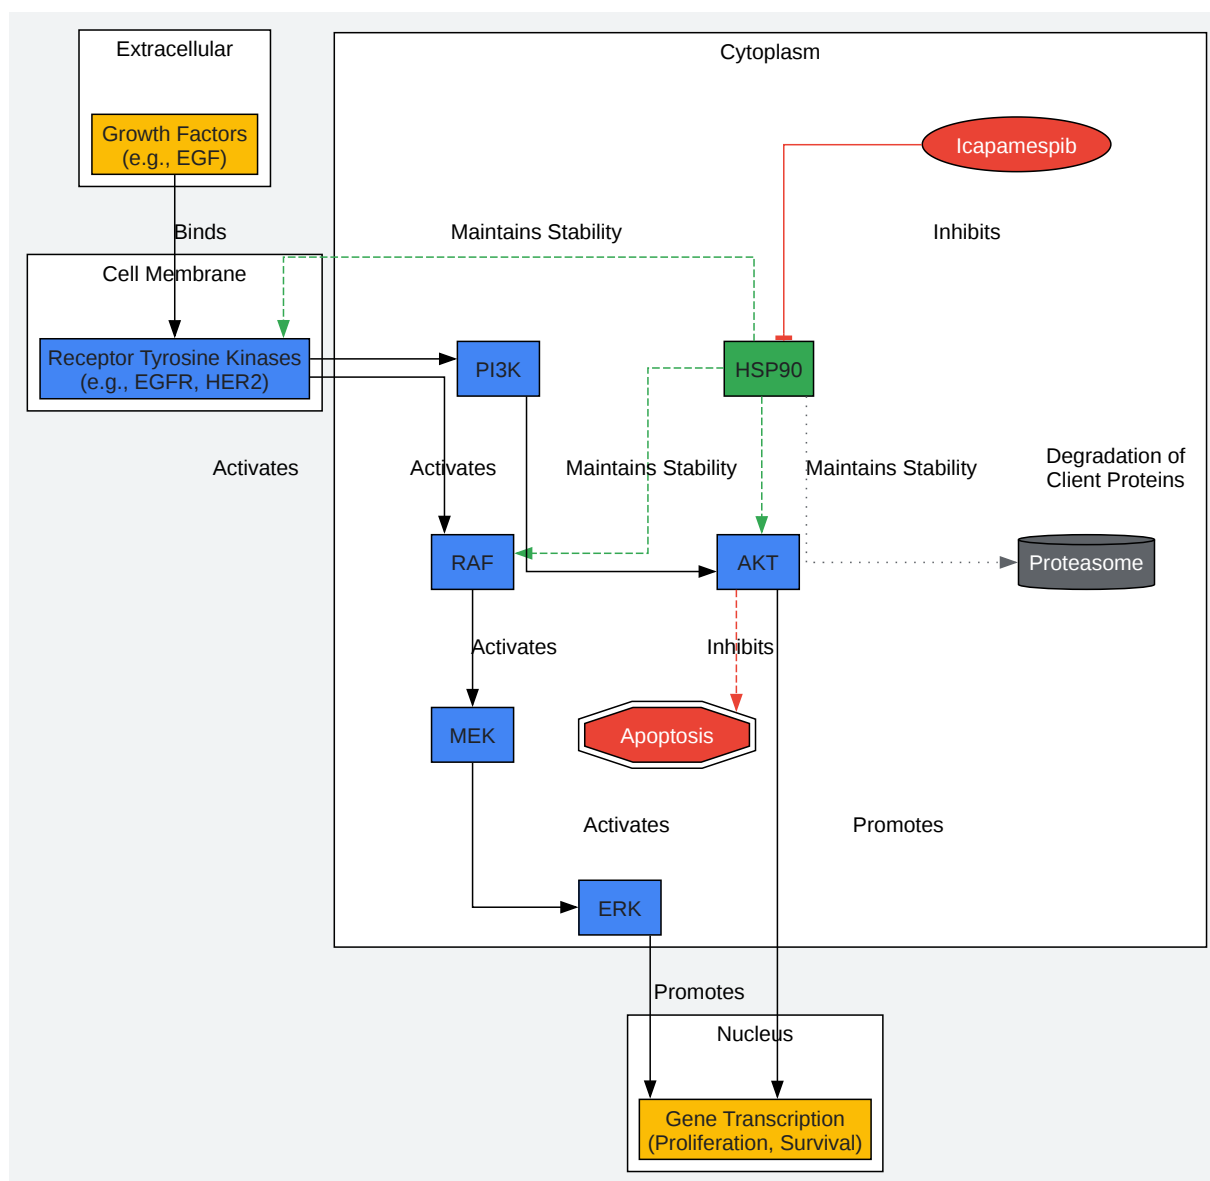 Extracellular
Cytoplasm
Growth Factors
(e.g., EGF)
Icapamespib
Binds
Maintains Stability
Inhibits
Cell Membrane
Receptor Tyrosine Kinases
(e.g., EGFR, HER2)
PI3K
HSP90
Activates
Activates
Maintains Stability
Maintains Stability
Degradation of
Client Proteins
RAF
AKT
Proteasome
Activates
Inhibits
MEK
Apoptosis
Activates
Promotes
ERK
Promotes
Nucleus
Gene Transcription
(Proliferation, Survival)